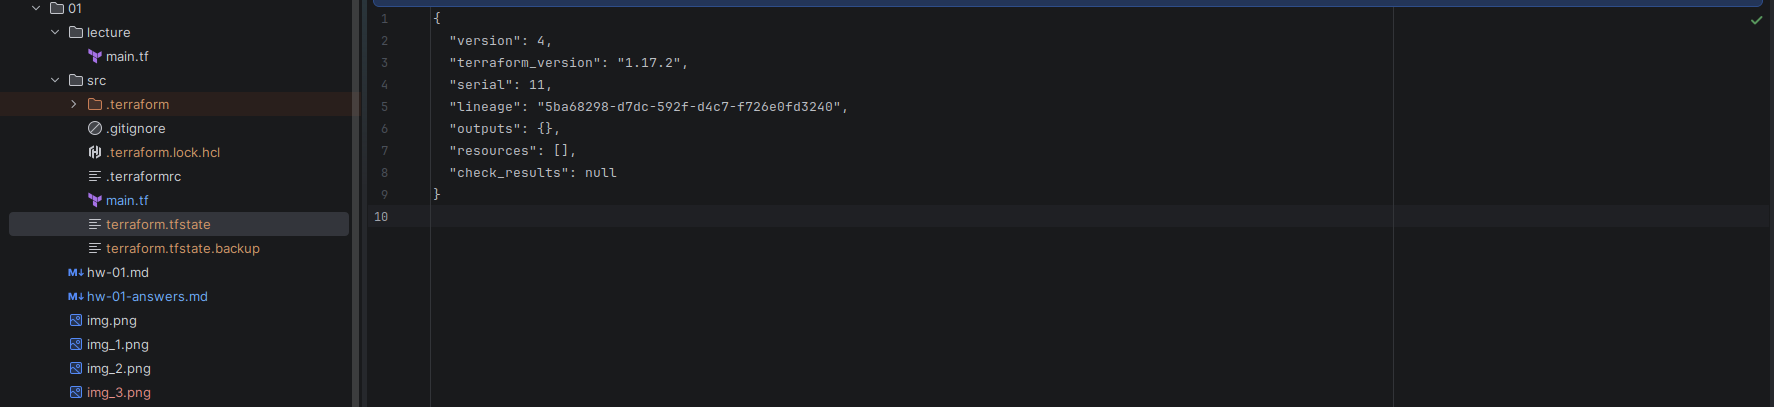 01
lecture
main.tf
src
.terraform
.gitignore
.terraform.lock.hcl
.terraformrc
main.tf
terraform.tfstate
terraform.tfstate.backup
M↓ hw-01.md
M↓ hw-01-answers.md
img.png
img_1.png
img_2.png
img_3.png
1 {
2 "version": 4,
3 "terraform_version": "1.17.2",
4 "serial": 11,
5 "lineage": "5ba68298-d7dc-592f-d4c7-f726e0fd3240",
6 "outputs": {},
7 "resources": [],
8 "check_results": null
9 }
10